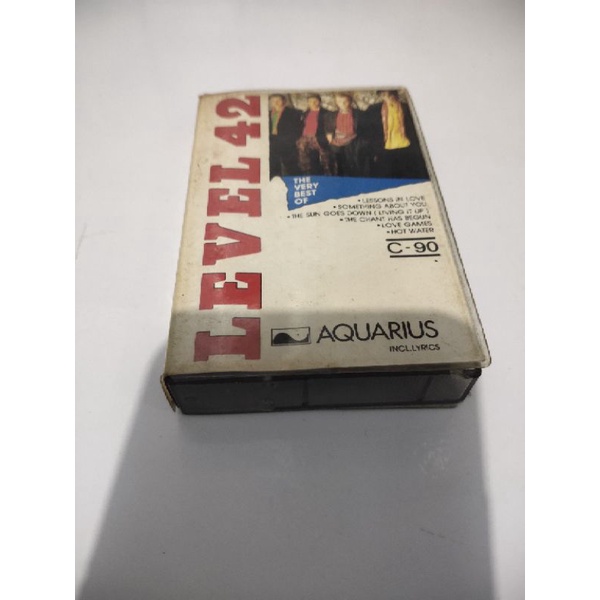 LEVEL 42
THE
VERY
BEST
OF
• LESSONS IN LOVE
• SOMETHING ABOUT YOU
• THE SUN GOES DOWN ( LIVING IT UP )
• THE CHANT HAS BEGUN
• LOVE GAMES
• HOT WATER
C-90
AQUARIUS
INCL.LYRICS